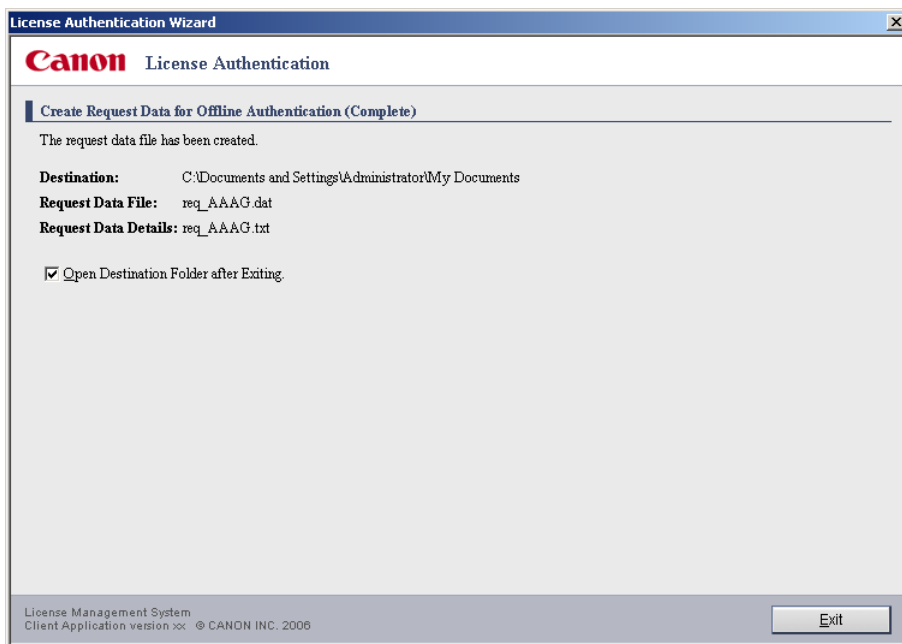 License Authentication Wizard
Canon License Authentication
Create Request Data for Offline Authentication (Complete)
The request data file has been created.
Destination: C:\Documents and Settings\Administrator\My Documents
Request Data File: req_AAAG.dat
Request Data Details: req_AAAG.txt
Open Destination Folder after Exiting.
License Management System
Client Application version xx © CANON INC. 2006
Exit